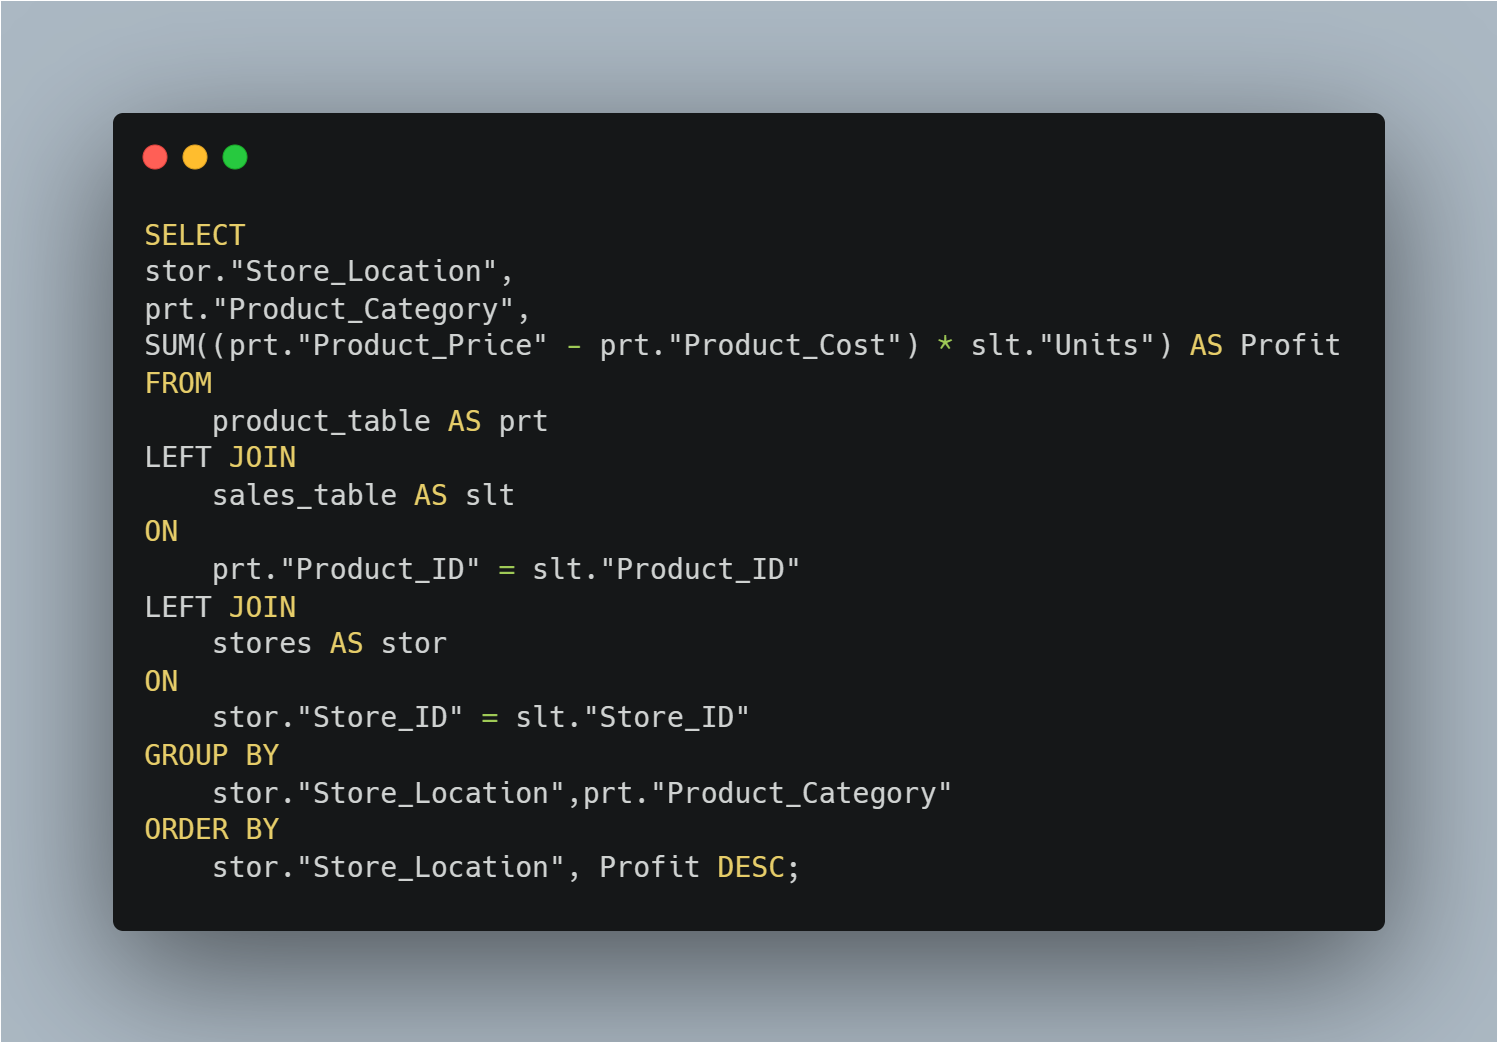 SELECT
stor."Store_Location",
prt."Product_Category",
SUM((prt."Product_Price" - prt."Product_Cost") * slt."Units") AS Profit
FROM
    product_table AS prt
LEFT JOIN
    sales_table AS slt
ON
    prt."Product_ID" = slt."Product_ID"
LEFT JOIN
    stores AS stor
ON
    stor."Store_ID" = slt."Store_ID"
GROUP BY
    stor."Store_Location",prt."Product_Category"
ORDER BY
    stor."Store_Location", Profit DESC;